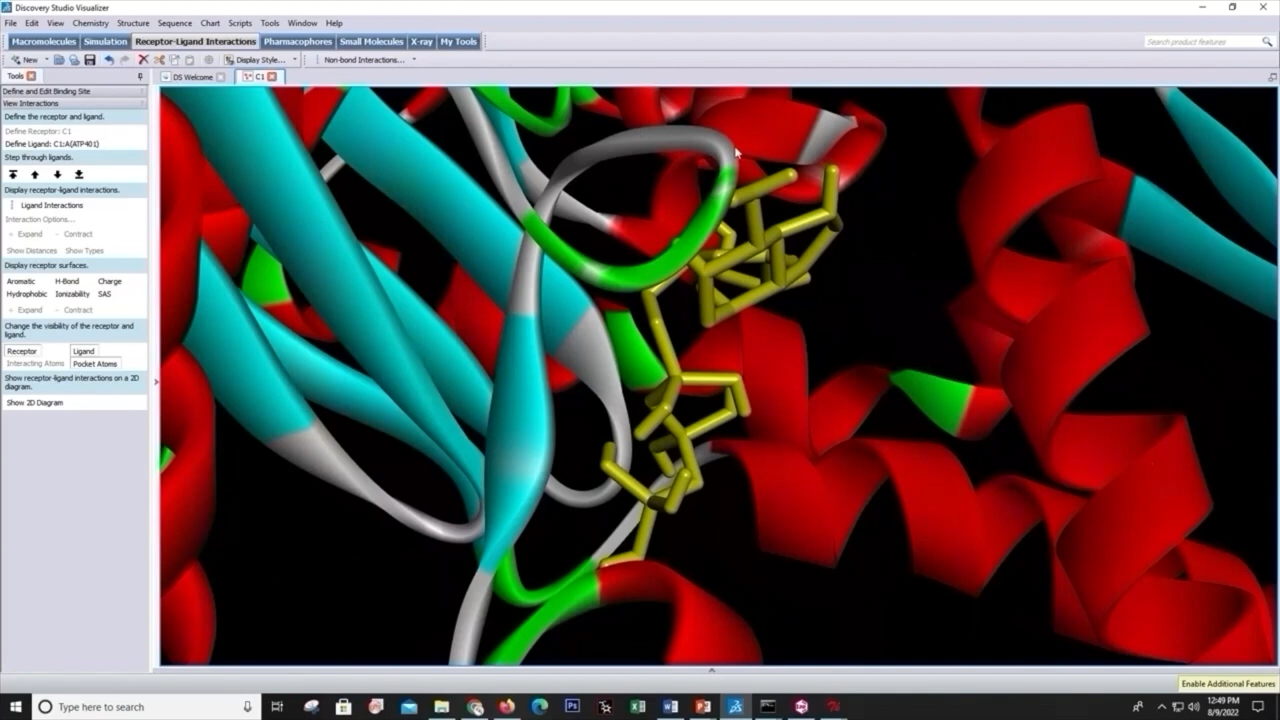 Discovery Studio Visualizer
File Edit View Chemistry Structure Sequence Chart Scripts Tools Window Help
Macromolecules Simulation Receptor-Ligand Interactions Pharmacophores Small Molecules X-ray My Tools Search product features
New Display Style... Non-bond Interactions...
Tools DS Welcome C1
Define and Edit Binding Site
View Interactions
Define the receptor and ligand.
Define Receptor: C1
Define Ligand: C1:A(ATP401)
Step through ligands.
Display receptor-ligand interactions.
Ligand Interactions
Interaction Options...
+ Expand - Contract
Show Distances Show Types
Display receptor surfaces.
Aromatic H-Bond Charge
Hydrophobic Ionizability SAS
+ Expand - Contract
Change the visibility of the receptor and
ligand.
Receptor Ligand
Interacting Atoms Pocket Atoms
Show receptor-ligand interactions on a 2D
diagram.
Show 2D Diagram
Enable Additional Features
Type here to search
12:49 PM
8/9/2022